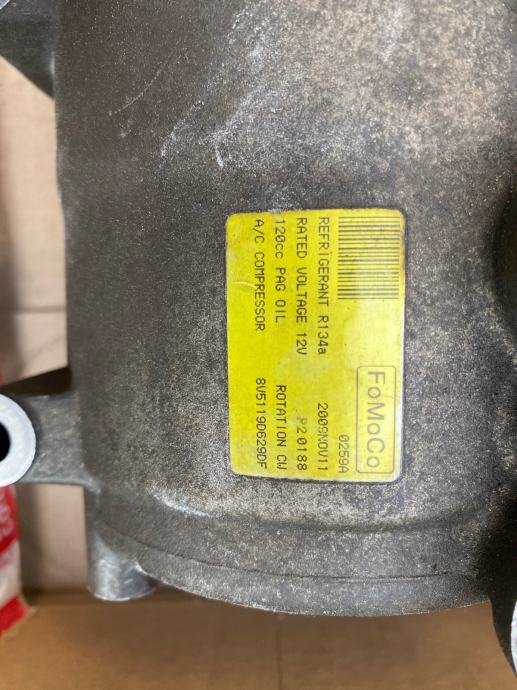 FoMoCo
0259A
REFRIGERANT R134a 2009NOV11
RATED VOLTAGE 12V P20188
120cc PAG OIL ROTATION CW
A/C COMPRESSOR 8V5119D629DF